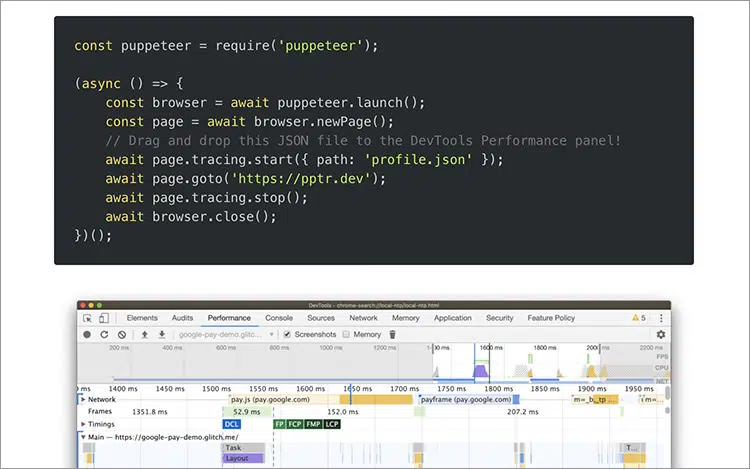 const puppeteer = require('puppeteer');
(async () => {
const browser = await puppeteer.launch();
const page = await browser.newPage();
// Drag and drop this JSON file to the DevTools Performance panel!
await page.tracing.start({ path: 'profile.json' });
await page.goto('https://pptr.dev');
await page.tracing.stop();
await browser.close();
})();
DevTools - chrome-search://local-ntp/local-ntp.html
Elements Audits Performance Console Sources Network Memory Application Security Feature Policy 5
google-pay-demo.glitc... Screenshots Memory
200 ms 400 ms 600 ms 800 ms 1000 ms 1200 ms 1600 ms 1800 ms
FPS
CPU
NET
ms 1400 ms 1450 ms 1500 ms 1550 ms 1600 ms 1650 ms 1700 ms 1750 ms 1800 ms 1850 ms 1900 ms 1950 ms
Network pay.js (pay.google.com) payframe (pay.google.com)
Frames 1351.8 ms 52.9 ms 152.0 ms 207.2 ms
Timings DCL FP FCP FMP LCP
Main — https://google-pay-demo.glitch.me/
Task T...
Layout